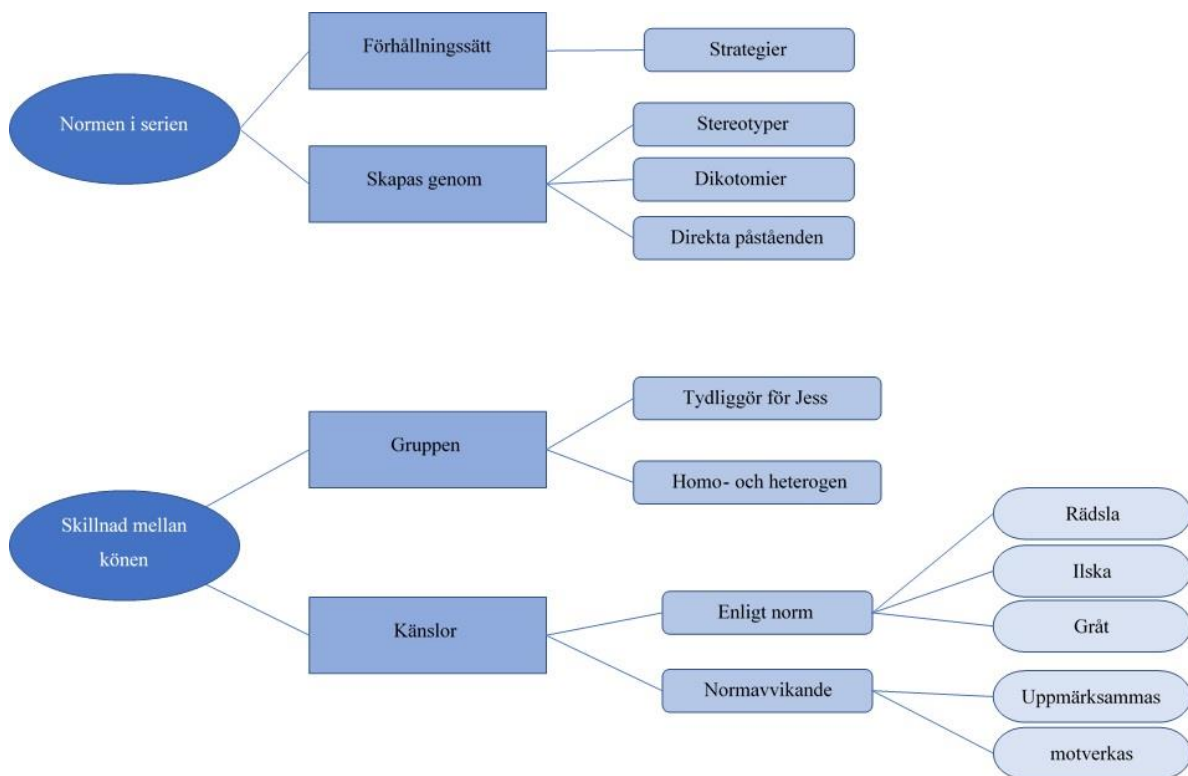 Förhållningssätt
Strategier
Normen i serien
Stereotyper
Skapas genom
Dikotomier
Direkta påståenden
Tydliggör för Jess
Gruppen
Homo- och heterogen
Skillnad mellan
könen
Rädsla
Ilska
Enligt norm
Känslor
Gråt
Normavvikande
Uppmärksammas
motverkas